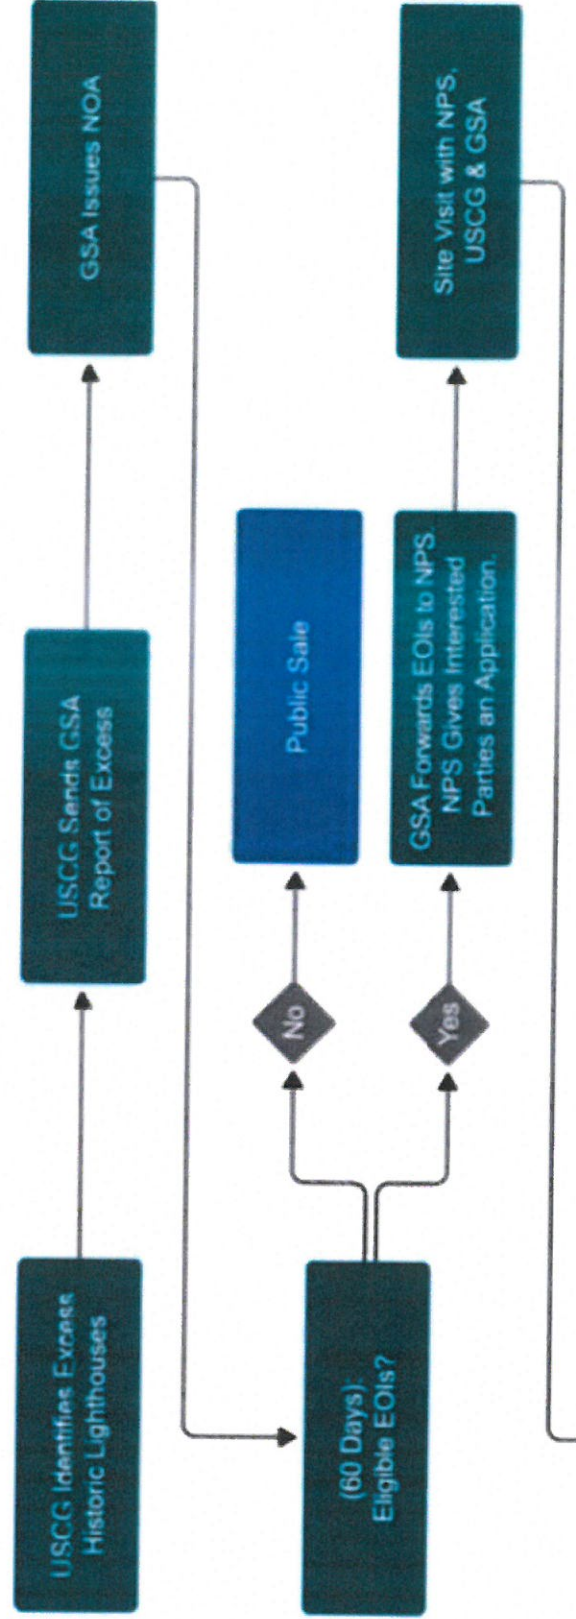 USCG Identifies Excess
Historic Lighthouses
USCG Sends GSA
Report of Excess
GSA Issues NOA
(60 Days):
Eligible EOIs?
No
Public Sale
Yes
GSA Forwards EOIs to NPS.
NPS Gives Interested
Parties an Application.
Site Visit with NPS,
USCG & GSA